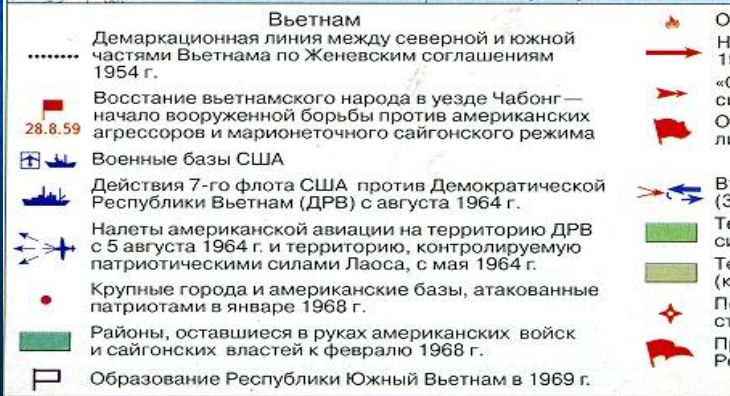 Вьетнам
Демаркационная линия между северной и южной
частями Вьетнама по Женевским соглашениям
1954 г.
28.8.59
Восстание вьетнамского народа в уезде Чабонг—
начало вооруженной борьбы против американских
агрессоров и марионеточного сайгонского режима
Военные базы США
Действия 7-го флота США против Демократической
Республики Вьетнам (ДРВ) с августа 1964 г.
Налеты американской авиации на территорию ДРВ
с 5 августа 1964 г. и территорию, контролируемую
патриотическими силами Лаоса, с мая 1964 г.
Крупные города и американские базы, атакованные
патриотами в январе 1968 г.
Районы, оставшиеся в руках американских войск
и сайгонских властей к февралю 1968 г.
Образование Республики Южный Вьетнам в 1969 г.